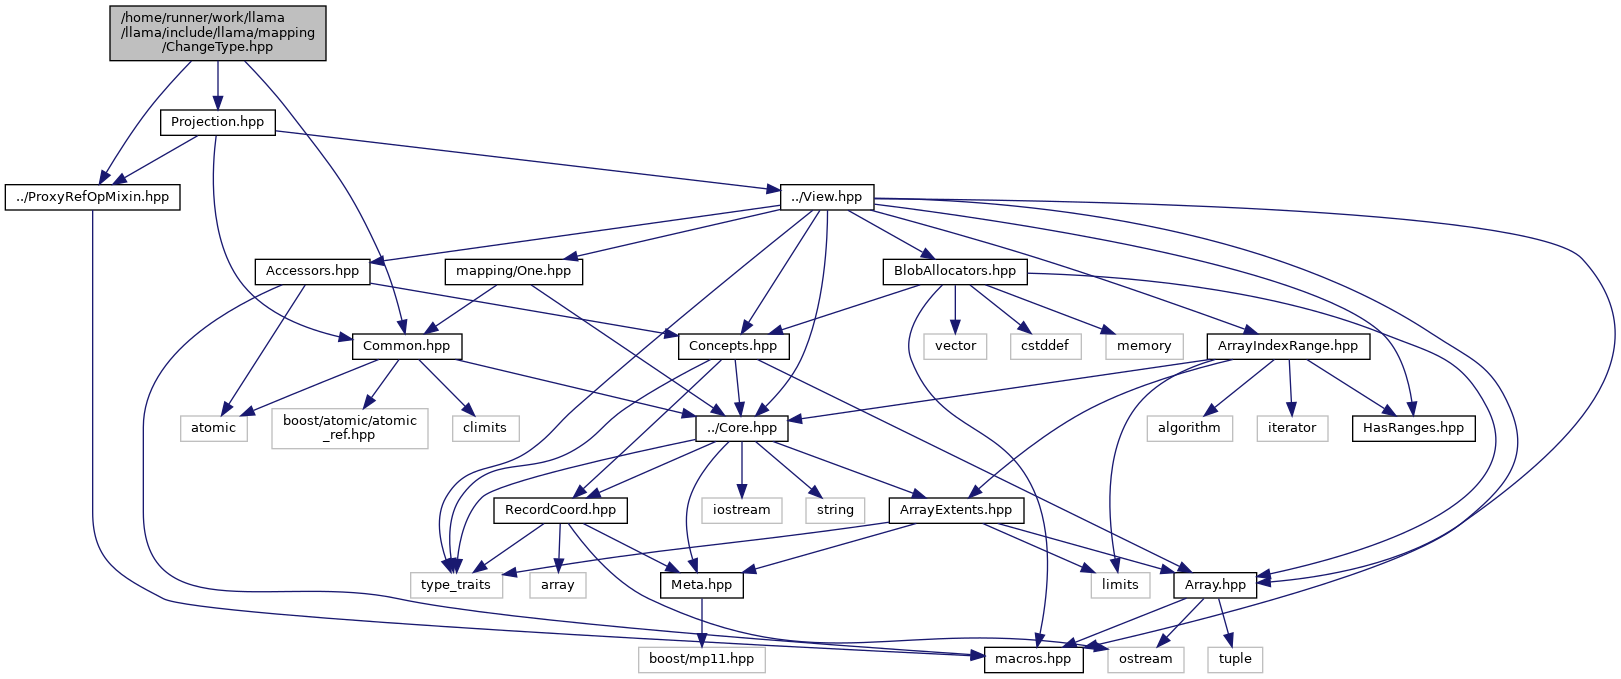 /home/runner/work/llama
/llama/include/llama/mapping
/ChangeType.hpp
Projection.hpp
../ProxyRefOpMixin.hpp
../View.hpp
Accessors.hpp
mapping/One.hpp
BlobAllocators.hpp
Common.hpp
Concepts.hpp
vector
cstddef
memory
ArrayIndexRange.hpp
atomic
boost/atomic/atomic
_ref.hpp
climits
../Core.hpp
algorithm
iterator
HasRanges.hpp
RecordCoord.hpp
iostream
string
ArrayExtents.hpp
type_traits
array
Meta.hpp
limits
Array.hpp
boost/mp11.hpp
macros.hpp
ostream
tuple